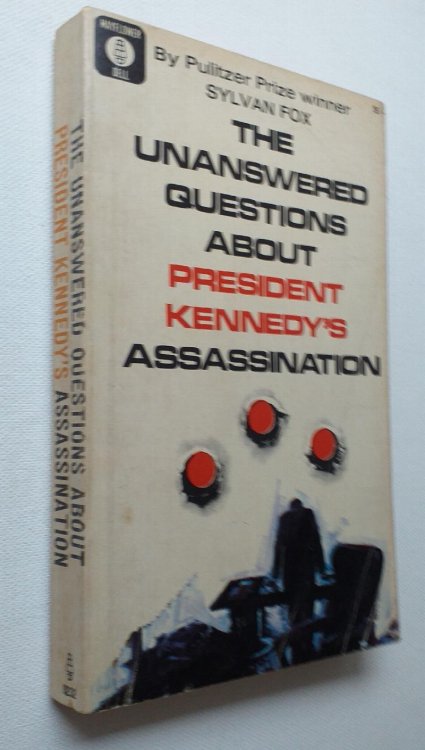 MAYFLOWER
DELL
By Pulitzer Prize winner
SYLVAN FOX
THE
UNANSWERED
QUESTIONS
ABOUT
PRESIDENT
KENNEDY'S
ASSASSINATION
THE UNANSWERED QUESTIONS ABOUT
PRESIDENT KENNEDY'S ASSASSINATION